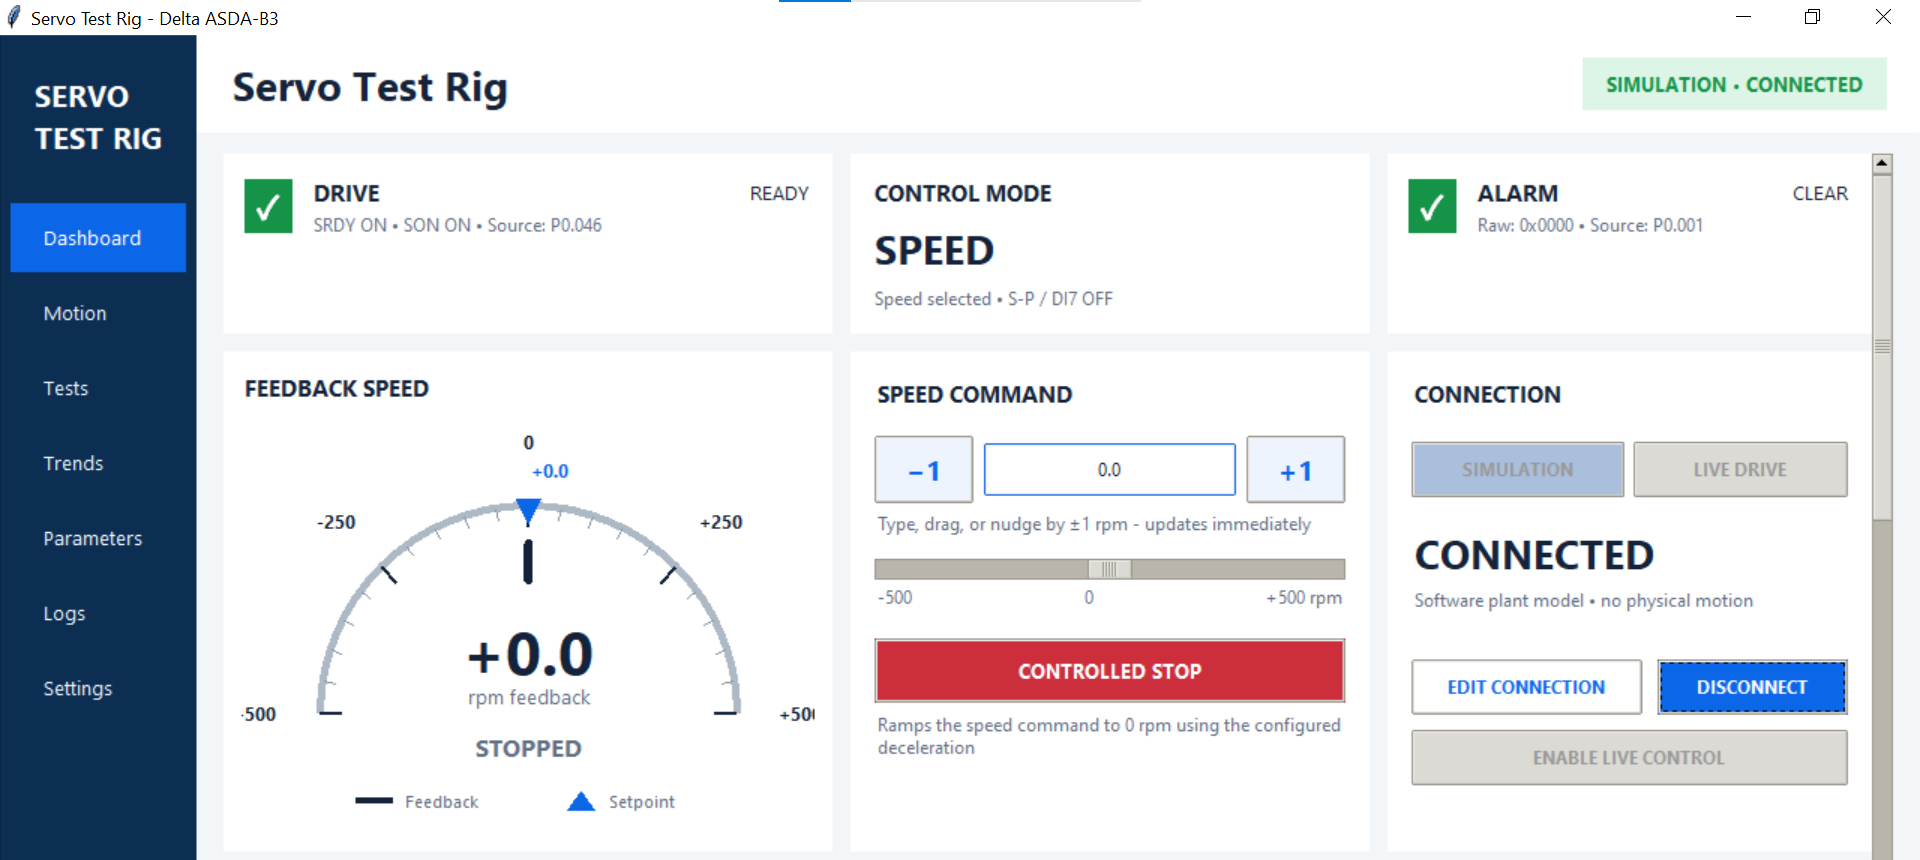 Servo Test Rig - Delta ASDA-B3
SERVO
TEST RIG
Dashboard
Motion
Tests
Trends
Parameters
Logs
Settings
Servo Test Rig
SIMULATION • CONNECTED
✓
DRIVE
READY
SRDY ON • SON ON • Source: P0.046
CONTROL MODE
SPEED
Speed selected • S-P / DI7 OFF
✓
ALARM
CLEAR
Raw: 0x0000 • Source: P0.001
FEEDBACK SPEED
0
+0.0
-250
+250
-500
+500
+0.0
rpm feedback
STOPPED
Feedback
Setpoint
SPEED COMMAND
−1
0.0
+1
Type, drag, or nudge by ±1 rpm - updates immediately
-500
0
+500 rpm
CONTROLLED STOP
Ramps the speed command to 0 rpm using the configured
deceleration
CONNECTION
SIMULATION
LIVE DRIVE
CONNECTED
Software plant model • no physical motion
EDIT CONNECTION
DISCONNECT
ENABLE LIVE CONTROL